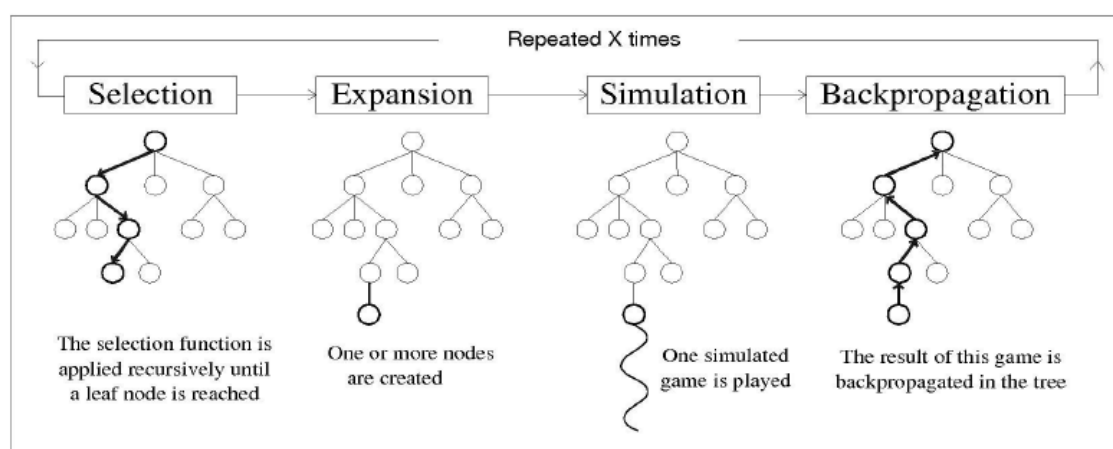 Repeated X times
Selection
Expansion
Simulation
Backpropagation
The selection function is
applied recursively until
a leaf node is reached
One or more nodes
are created
One simulated
game is played
The result of this game is
backpropagated in the tree